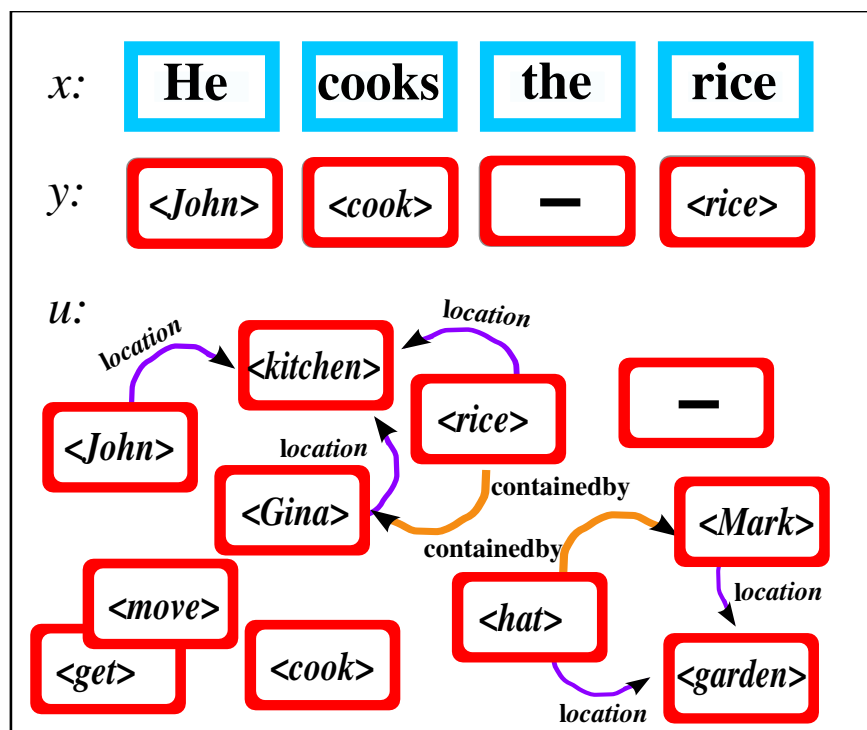 x: He cooks the rice
y: <John> <cook> – <rice>
u:
location
location
<kitchen>
<John>
<rice>
–
location
<Gina>
containedby
<Mark>
containedby
<move>
<hat>
location
<get>
<cook>
<garden>
location